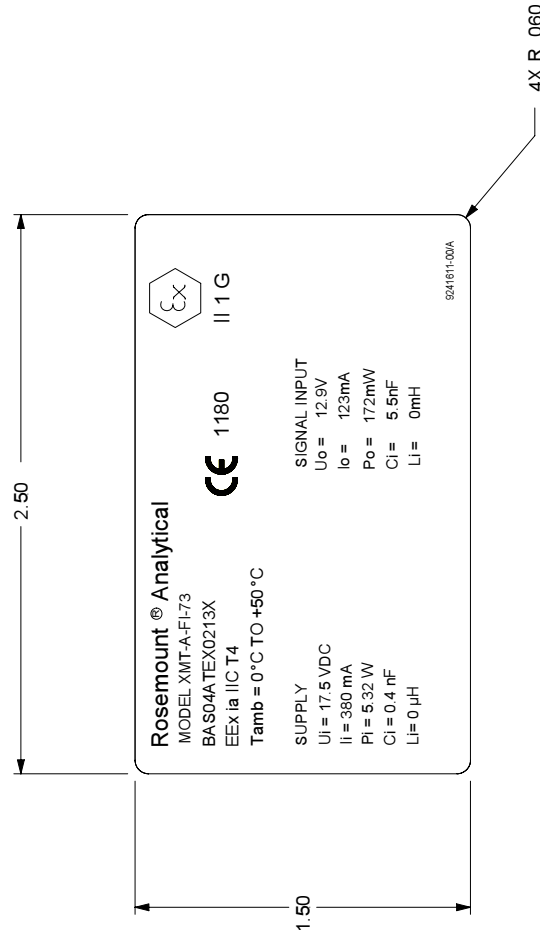 2.50
1.50
4X R .060
Rosemount ® Analytical
MODEL XMT-A-FI-73
BAS04ATEX0213X
EEx ia IIC T4
Tamb = 0°C TO +50°C
CE 1180
Ex
II 1 G
SUPPLY
Ui = 17.5 VDC
Ii = 380 mA
Pi = 5.32 W
Ci = 0.4 nF
Li= 0 µH
SIGNAL INPUT
Uo = 12.9V
Io = 123mA
Po = 172mW
Ci = 5.5nF
Li = 0mH
9241611-00/A